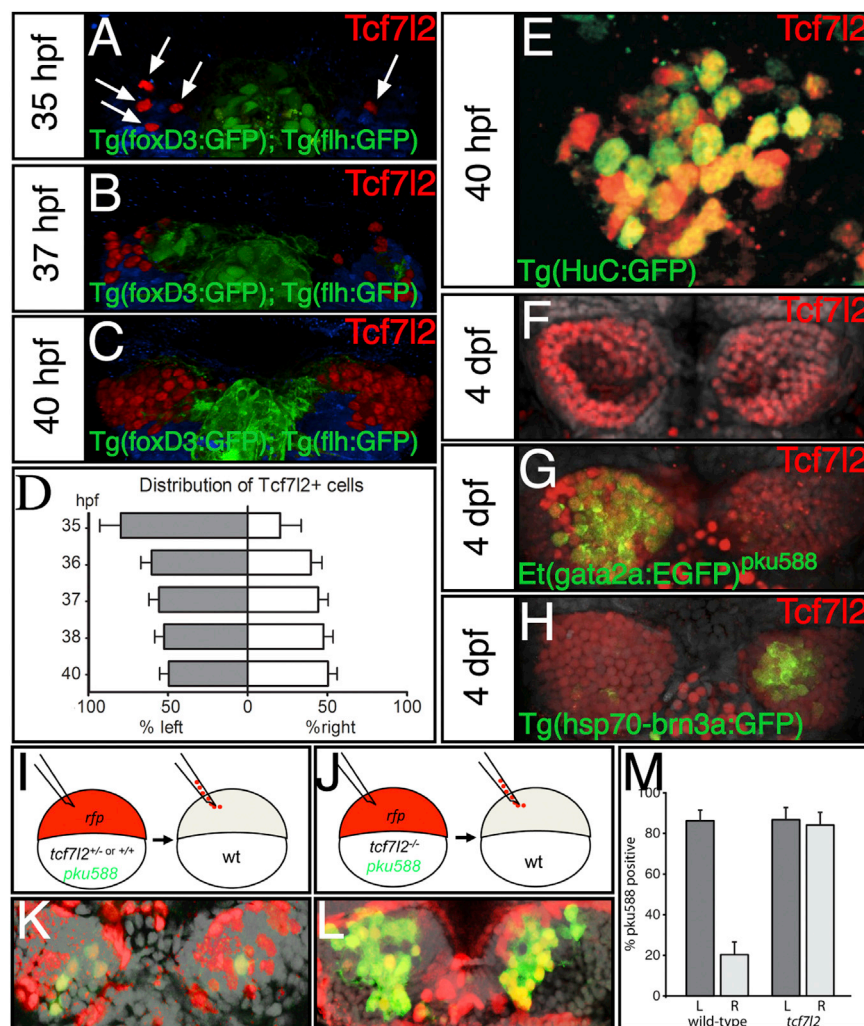 A
Tcf7l2
35 hpf
Tg(foxD3:GFP); Tg(flh:GFP)
B
Tcf7l2
37 hpf
Tg(foxD3:GFP); Tg(flh:GFP)
C
Tcf7l2
40 hpf
Tg(foxD3:GFP); Tg(flh:GFP)
D
Distribution of Tcf7l2+ cells
hpf
35
36
37
38
40
100 50 0 50 100
% left %right
E
Tcf7l2
40 hpf
Tg(HuC:GFP)
F
Tcf7l2
4 dpf
G
Tcf7l2
4 dpf
Et(gata2a:EGFP)pku588
H
Tcf7l2
4 dpf
Tg(hsp70-brn3a:GFP)
I
rfp
tcf7l2+/- or +/+
pku588
wt
J
rfp
tcf7l2-/-
pku588
wt
K
L
M
% pku588 positive
100
80
60
40
20
0
L R L R
wild-type tcf7l2